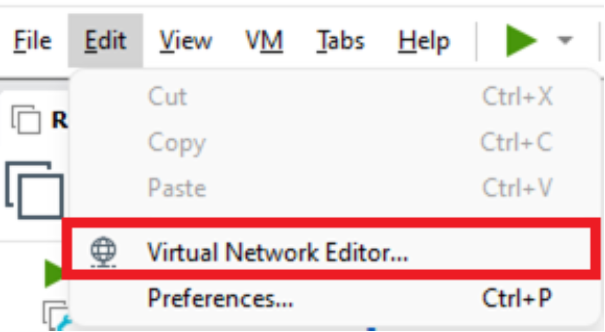 File Edit View VM Tabs Help
R
Cut Ctrl+X
Copy Ctrl+C
Paste Ctrl+V
Virtual Network Editor...
Preferences... Ctrl+P